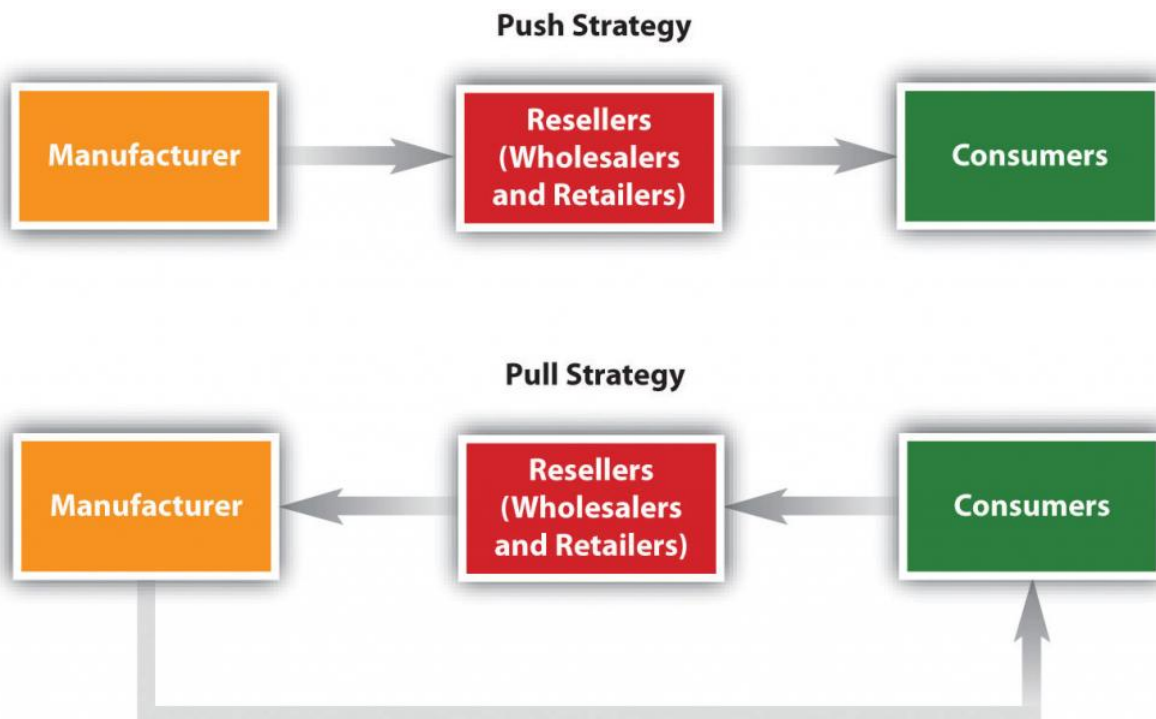 Push Strategy
Manufacturer
Resellers
(Wholesalers
and Retailers)
Consumers
Pull Strategy
Manufacturer
Resellers
(Wholesalers
and Retailers)
Consumers